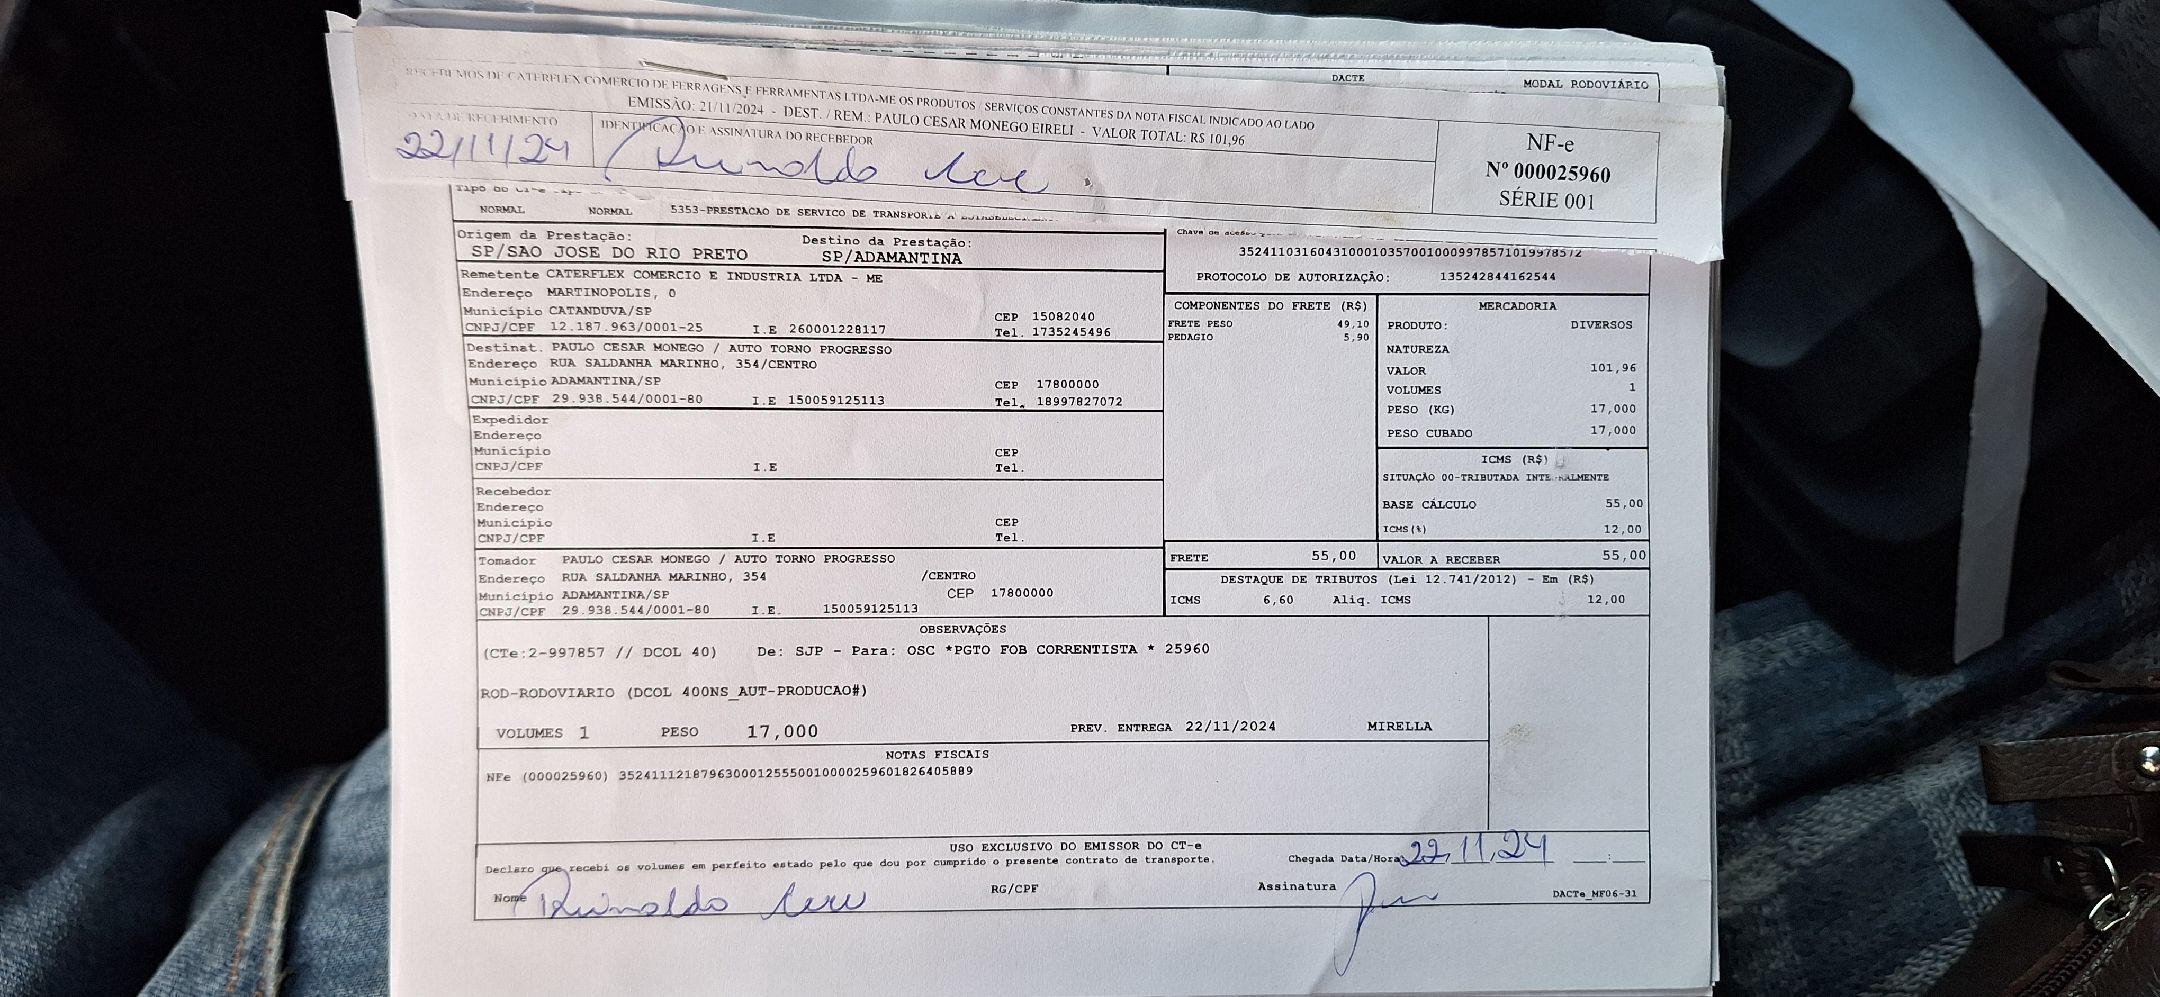 DACTE MODAL RODOVIÁRIO
RECEBEMOS DE CATERFLEX COMERCIO DE FERRAGENS E FERRAMENTAS LTDA-ME OS PRODUTOS / SERVIÇOS CONSTANTES DA NOTA FISCAL INDICADO AO LADO
EMISSÃO: 21/11/2024 - DEST. / REM.: PAULO CESAR MONEGO EIRELI - VALOR TOTAL: R$ 101,96
DATA DE RECEBIMENTO
22/11/24
IDENTIFICAÇÃO E ASSINATURA DO RECEBEDOR
Reinaldo
NF-e
Nº 000025960
SÉRIE 001
Tipo do CT-e
NORMAL NORMAL 5353-PRESTACAO DE SERVICO DE TRANSPORTE A
Origem da Prestação:
SP/SAO JOSE DO RIO PRETO
Destino da Prestação:
SP/ADAMANTINA
Chave de acesso
35241103160431000103570010009978571019978572
PROTOCOLO DE AUTORIZAÇÃO: 135242844162544
Remetente CATERFLEX COMERCIO E INDUSTRIA LTDA - ME
Endereço MARTINOPOLIS, 0
Município CATANDUVA/SP CEP 15082040
CNPJ/CPF 12.187.963/0001-25 I.E 260001228117 Tel. 1735245496
Destinat. PAULO CESAR MONEGO / AUTO TORNO PROGRESSO
Endereço RUA SALDANHA MARINHO, 354/CENTRO
Município ADAMANTINA/SP CEP 17800000
CNPJ/CPF 29.938.544/0001-80 I.E 150059125113 Tel. 18997827072
Expedidor
Endereço
Município CEP
CNPJ/CPF I.E Tel.
Recebedor
Endereço
Município CEP
CNPJ/CPF I.E Tel.
Tomador PAULO CESAR MONEGO / AUTO TORNO PROGRESSO
Endereço RUA SALDANHA MARINHO, 354 /CENTRO
Município ADAMANTINA/SP CEP 17800000
CNPJ/CPF 29.938.544/0001-80 I.E. 150059125113
COMPONENTES DO FRETE (R$)
FRETE PESO 49,10
PEDAGIO 5,90
MERCADORIA
PRODUTO: DIVERSOS
NATUREZA
VALOR 101,96
VOLUMES 1
PESO (KG) 17,000
PESO CUBADO 17,000
ICMS (R$)
SITUAÇÃO 00-TRIBUTADA INTEGRALMENTE
BASE CÁLCULO 55,00
ICMS(%) 12,00
FRETE 55,00 VALOR A RECEBER 55,00
DESTAQUE DE TRIBUTOS (Lei 12.741/2012) - Em (R$)
ICMS 6,60 Aliq. ICMS 12,00
OBSERVAÇÕES
(CTe:2-997857 // DCOL 40) De: SJP - Para: OSC *PGTO FOB CORRENTISTA * 25960
ROD-RODOVIARIO (DCOL 400NS_AUT-PRODUCAO#)
VOLUMES 1 PESO 17,000 PREV. ENTREGA 22/11/2024 MIRELLA
NOTAS FISCAIS
NFe (000025960) 35241112187963000125550010000259601826405889
USO EXCLUSIVO DO EMISSOR DO CT-e
Declaro que recebi os volumes em perfeito estado pelo que dou por cumprido o presente contrato de transporte.
Chegada Data/Hora 22.11.24
Nome Reinaldo RG/CPF Assinatura
DACTe_MF06-31